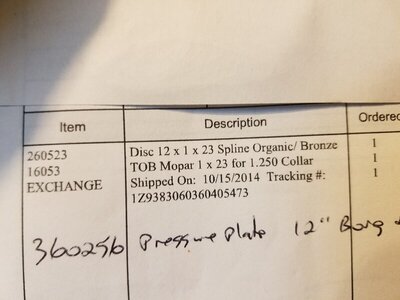 Item Description Ordered
260523 Disc 12 x 1 x 23 Spline Organic/ Bronze 1
16053 TOB Mopar 1 x 23 for 1.250 Collar 1
EXCHANGE Shipped On: 10/15/2014 Tracking #: 1
1Z9383060360405473
360256 Pressure Plate 12" Borg